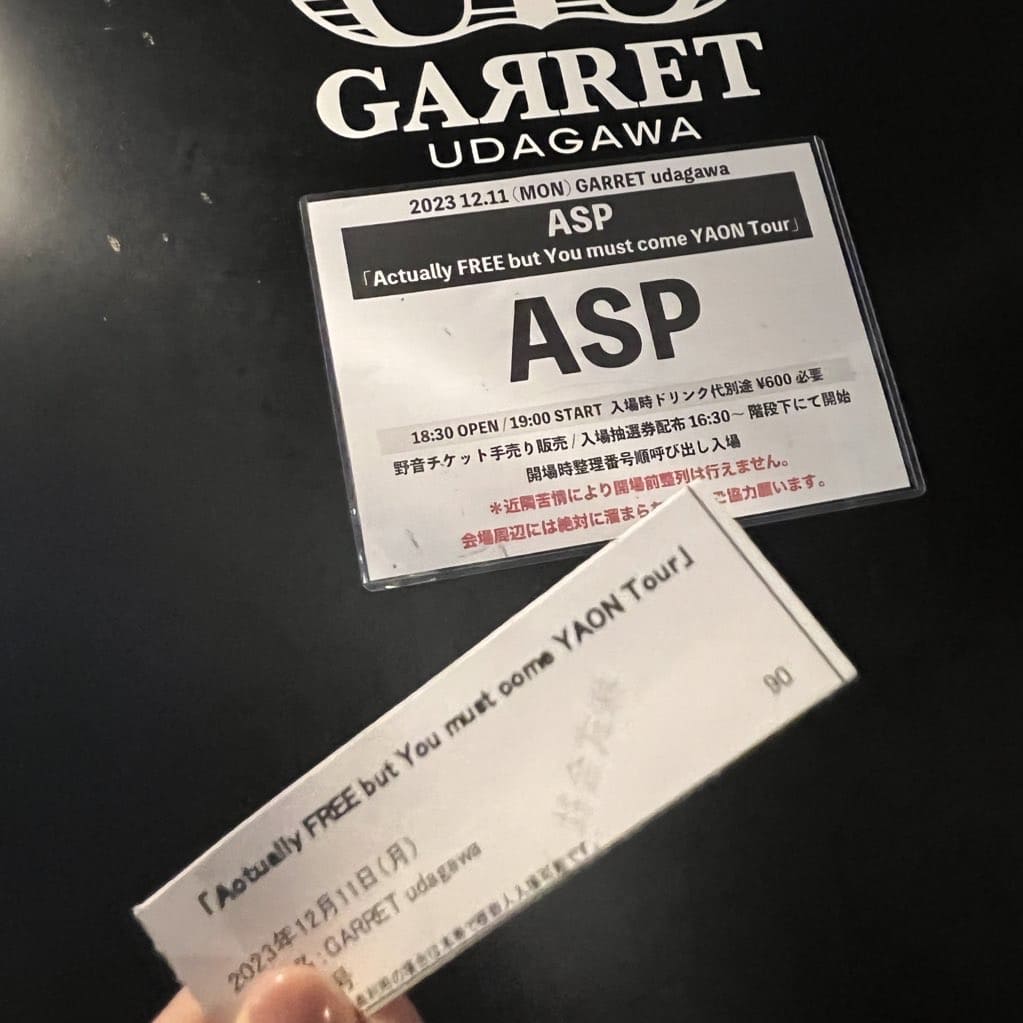 GARRET
UDAGAWA
2023 12.11 (MON) GARRET udagawa
ASP
「Actually FREE but You must come YAON Tour」
ASP
18:30 OPEN / 19:00 START 入場時ドリンク代別途 ¥600 必要
野音チケット手売り販売 / 入場抽選券配布 16:30〜 階段下にて開始
開場時整理番号順呼び出し入場
＊近隣苦情により開場前整列は行えません。
会場周辺には絶対に溜まら ご協力願います。
「Actually FREE but You must come YAON Tour」
90
2023年12月11日(月)
: GARRET udagawa
号